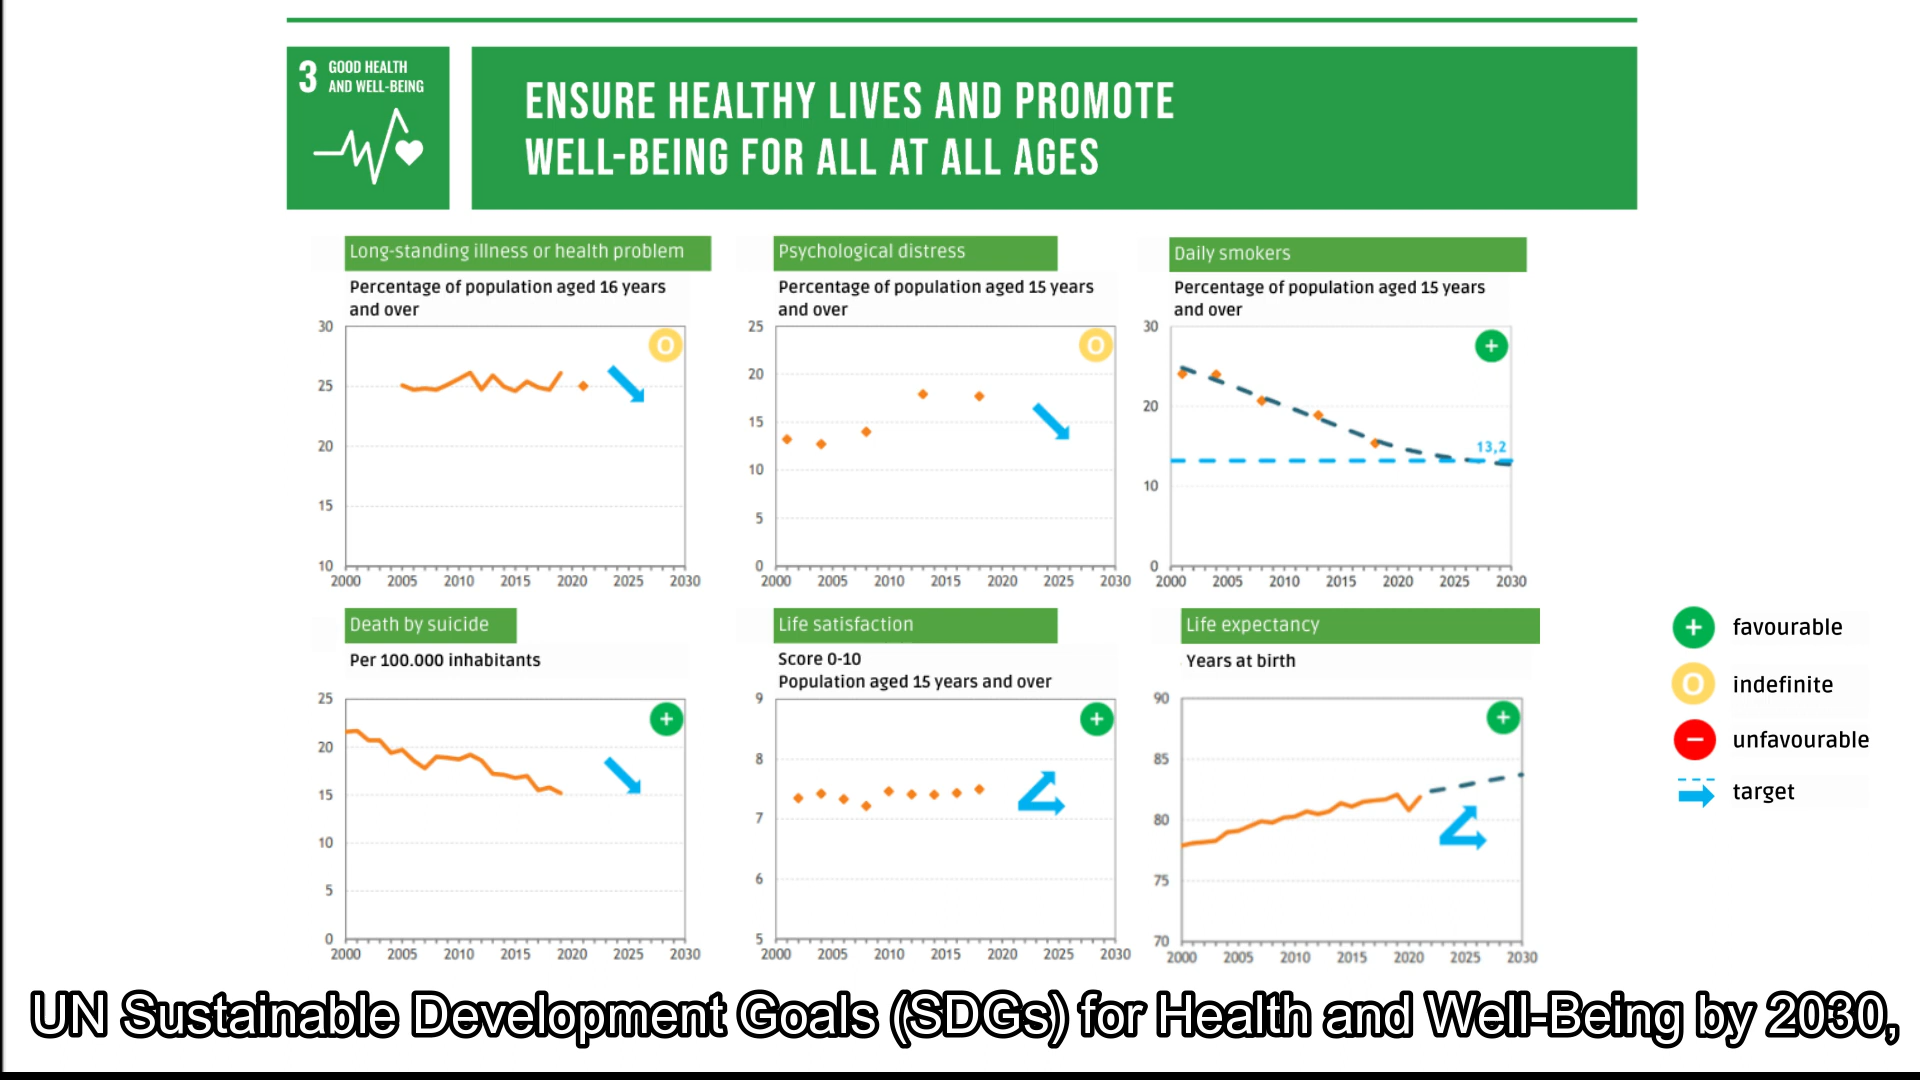 3 GOOD HEALTH
AND WELL-BEING
ENSURE HEALTHY LIVES AND PROMOTE
WELL-BEING FOR ALL AT ALL AGES
Long-standing illness or health problem
Percentage of population aged 16 years
and over
30
25
20
15
10
2000 2005 2010 2015 2020 2025 2030
Psychological distress
Percentage of population aged 15 years
and over
25
20
15
10
5
0
2000 2005 2010 2015 2020 2025 2030
Daily smokers
Percentage of population aged 15 years
and over
30
20
13,2
10
0
2000 2005 2010 2015 2020 2025 2030
Death by suicide
Per 100.000 inhabitants
25
20
15
10
5
0
2000 2005 2010 2015 2020 2025 2030
Life satisfaction
Score 0-10
Population aged 15 years and over
9
8
7
6
5
2000 2005 2010 2015 2020 2025 2030
Life expectancy
Years at birth
90
85
80
75
70
2000 2005 2010 2015 2020 2025 2030
favourable
indefinite
unfavourable
target
UN Sustainable Development Goals (SDGs) for Health and Well-Being by 2030,